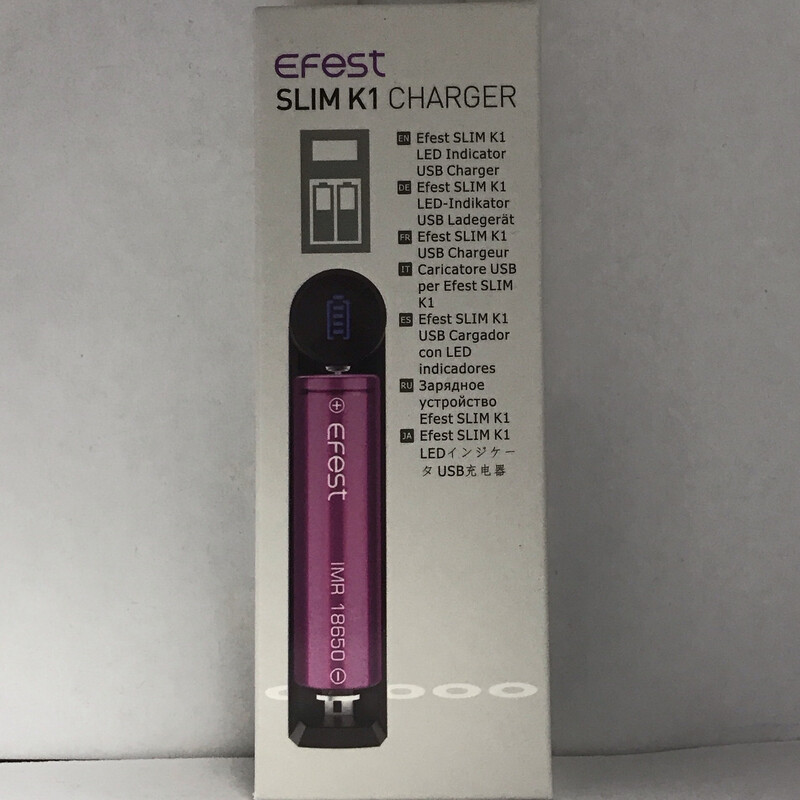 Efest
SLIM K1 CHARGER
EN Efest SLIM K1
LED Indicator
USB Charger
DE Efest SLIM K1
LED-Indikator
USB Ladegerät
FR Efest SLIM K1
USB Chargeur
IT Caricatore USB
per Efest SLIM
K1
ES Efest SLIM K1
USB Cargador
con LED
indicadores
RU Зарядное
устройство
Efest SLIM K1
JA Efest SLIM K1
LEDインジケー
タ USB充电器
Efest
IMR 18650